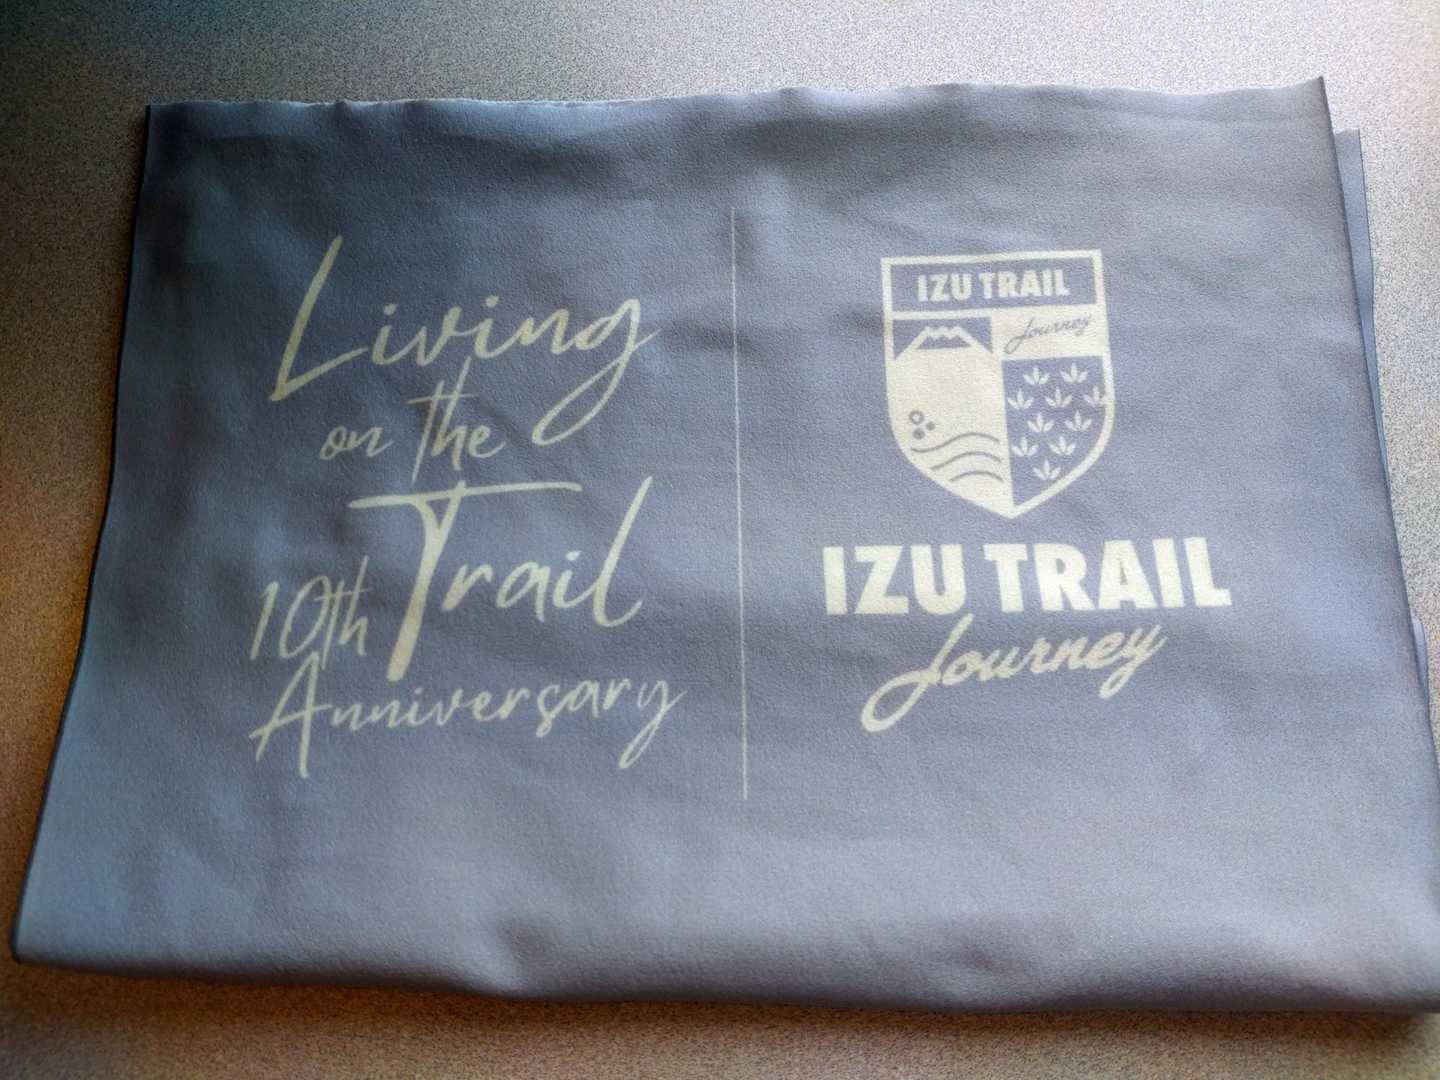 Living
on the
Trail
10th
Anniversary
IZU TRAIL
Journey
IZU TRAIL
Journey